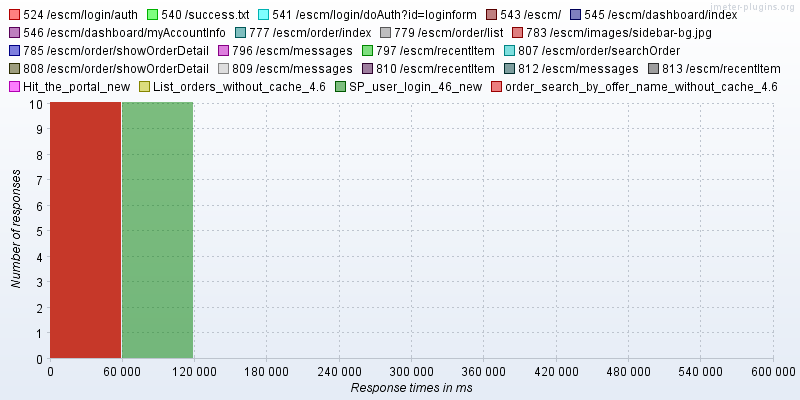 jmeter-plugins.org
524 /escm/login/auth 540 /success.txt 541 /escm/login/doAuth?id=loginform 543 /escm/ 545 /escm/dashboard/index
546 /escm/dashboard/myAccountInfo 777 /escm/order/index 779 /escm/order/list 783 /escm/images/sidebar-bg.jpg
785 /escm/order/showOrderDetail 796 /escm/messages 797 /escm/recentItem 807 /escm/order/searchOrder
808 /escm/order/showOrderDetail 809 /escm/messages 810 /escm/recentItem 812 /escm/messages 813 /escm/recentItem
Hit_the_portal_new List_orders_without_cache_4.6 SP_user_login_46_new order_search_by_offer_name_without_cache_4.6
10
9
8
7
6
5
4
3
2
1
0
Number of responses
0 60 000 120 000 180 000 240 000 300 000 360 000 420 000 480 000 540 000 600 000
Response times in ms